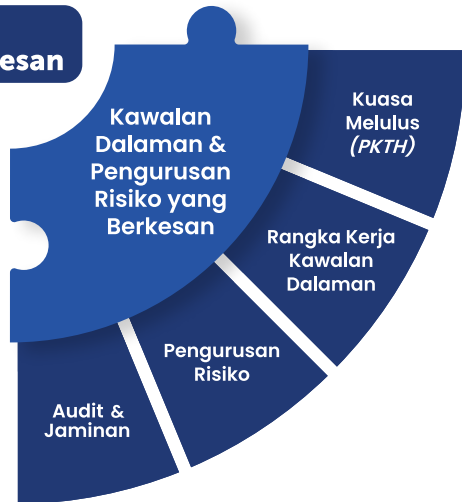 esan
Kawalan
Dalaman &
Pengurusan
Risiko yang
Berkesan
Kuasa
Melulus
(PKTH)
Rangka Kerja
Kawalan
Dalaman
Pengurusan
Risiko
Audit &
Jaminan